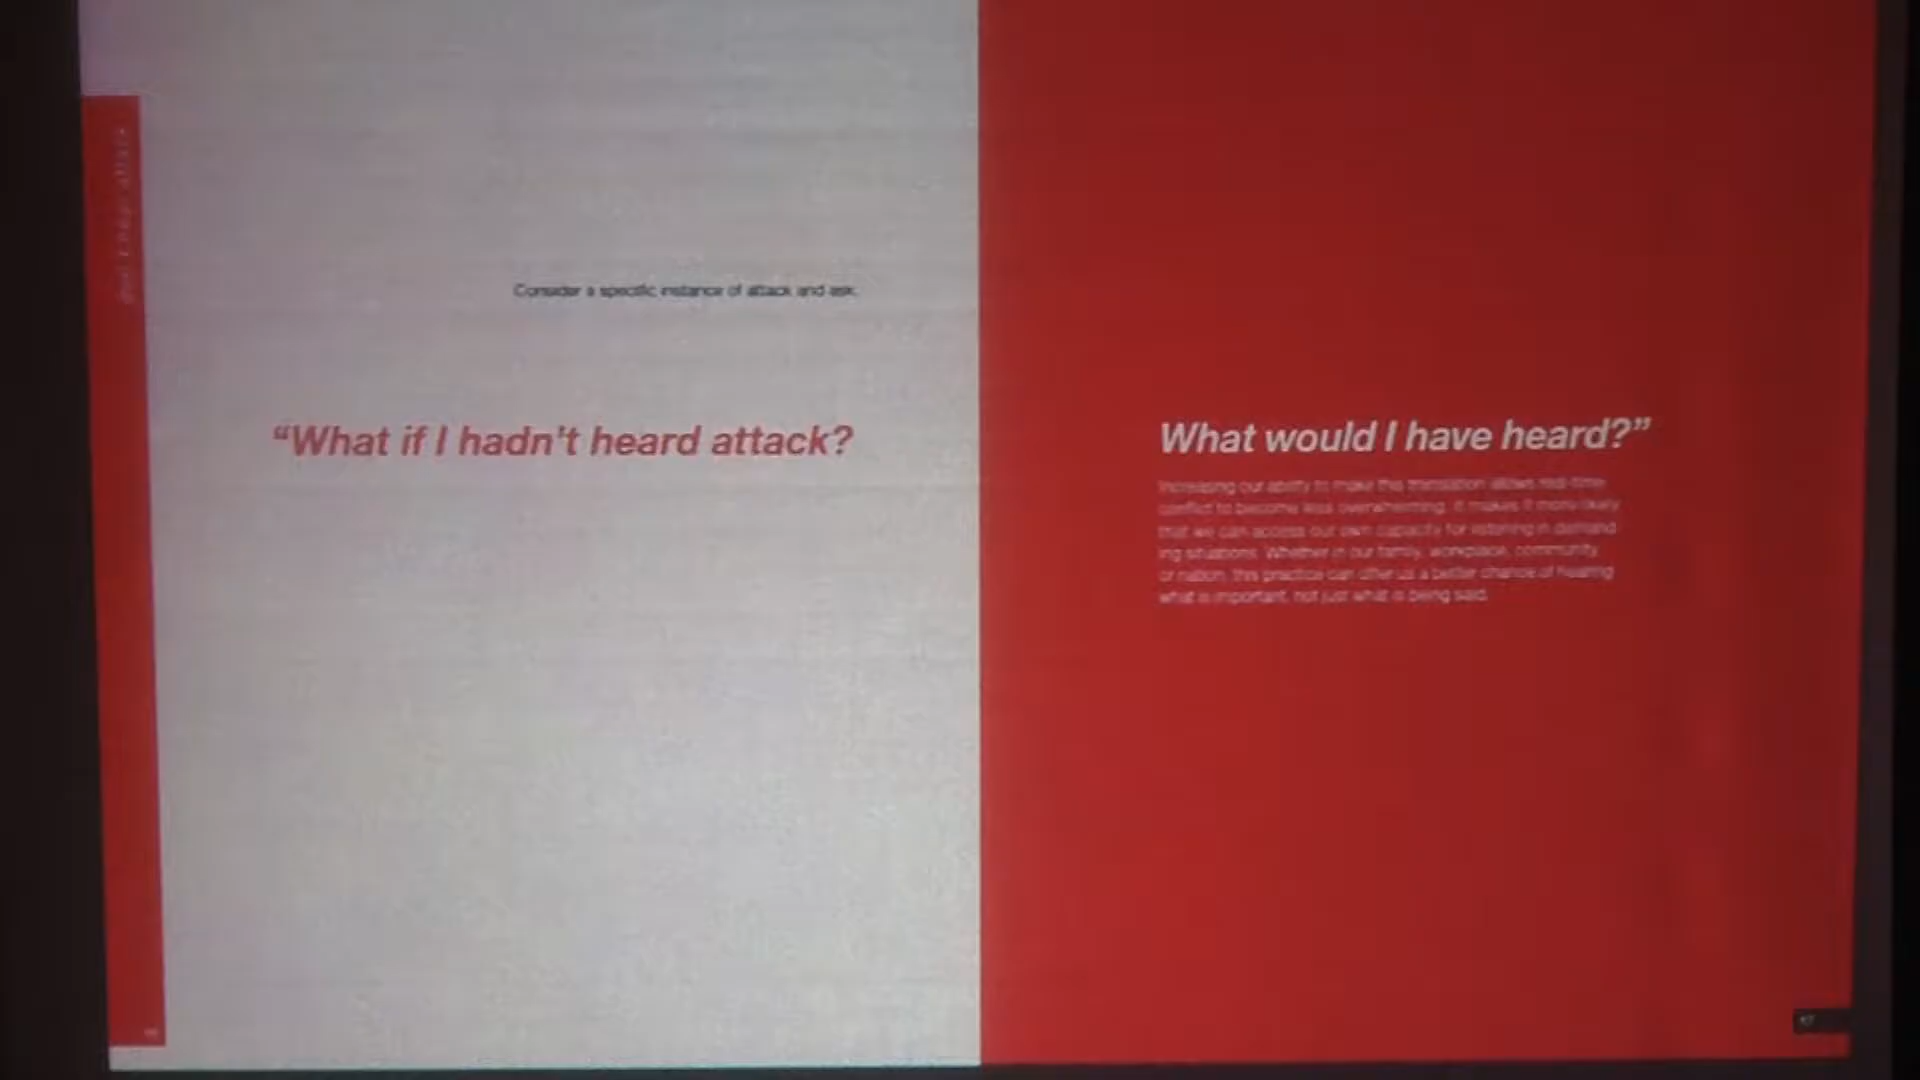 Consider a specific instance of attack and ask:
“What if I hadn't heard attack?
What would I have heard?”
Increasing our ability to make this translation allows real-time
conflict to become less overwhelming. It makes it more likely
that we can access our own capacity for listening in demand
ing situations. Whether in our family, workplace, community
or nation, this practice can offer us a better chance of hearing
what is important, not just what is being said.